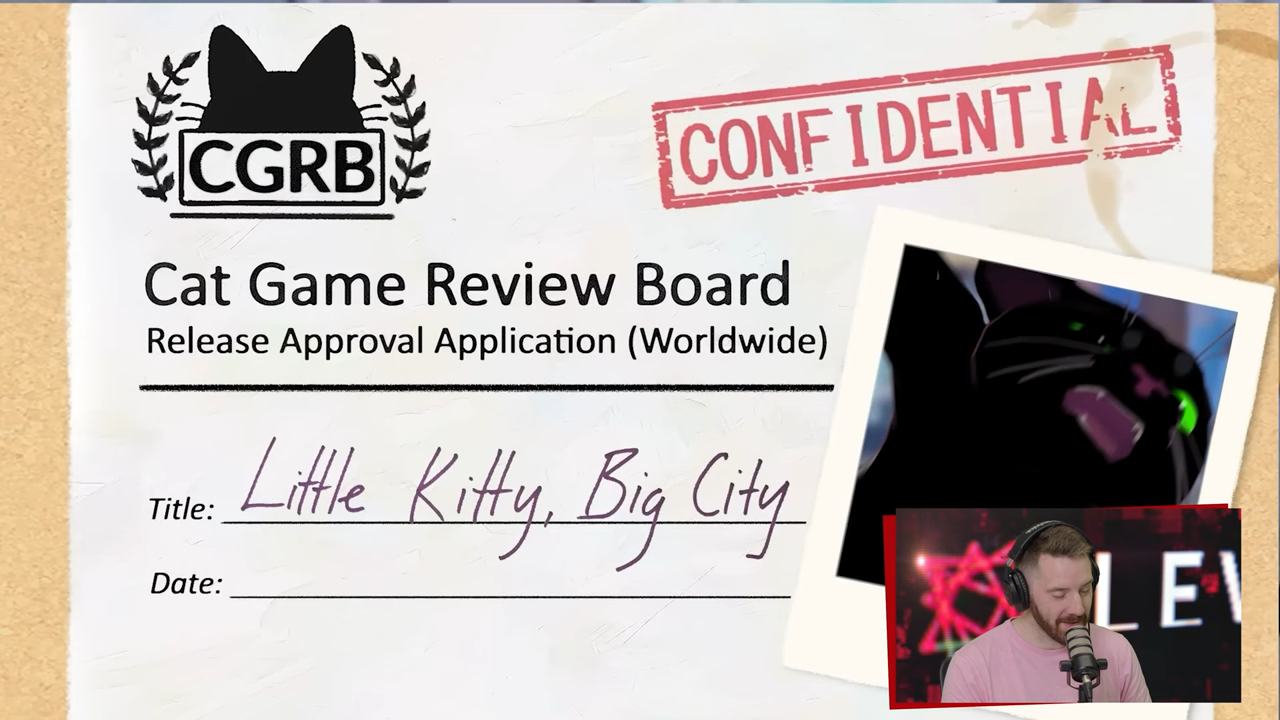 CGRB
CONFIDENTIAL
Cat Game Review Board
Release Approval Application (Worldwide)
Title: Little Kitty, Big City
Date:
LEV